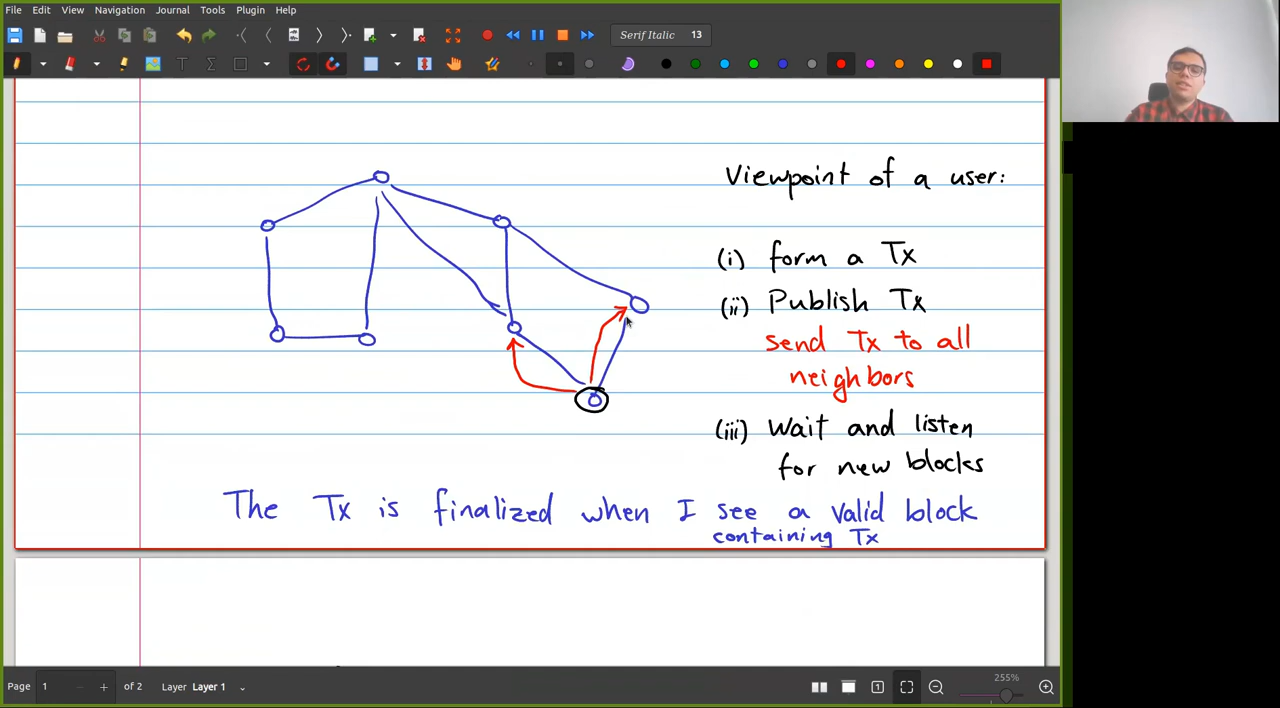 File Edit View Navigation Journal Tools Plugin Help
Serif Italic 13
Viewpoint of a user:
(i) form a Tx
(ii) Publish Tx
send Tx to all
neighbors
(iii) Wait and listen
for new blocks
The Tx is finalized when I see a valid block
containing Tx
Page 1 of 2 Layer Layer 1
1
255%